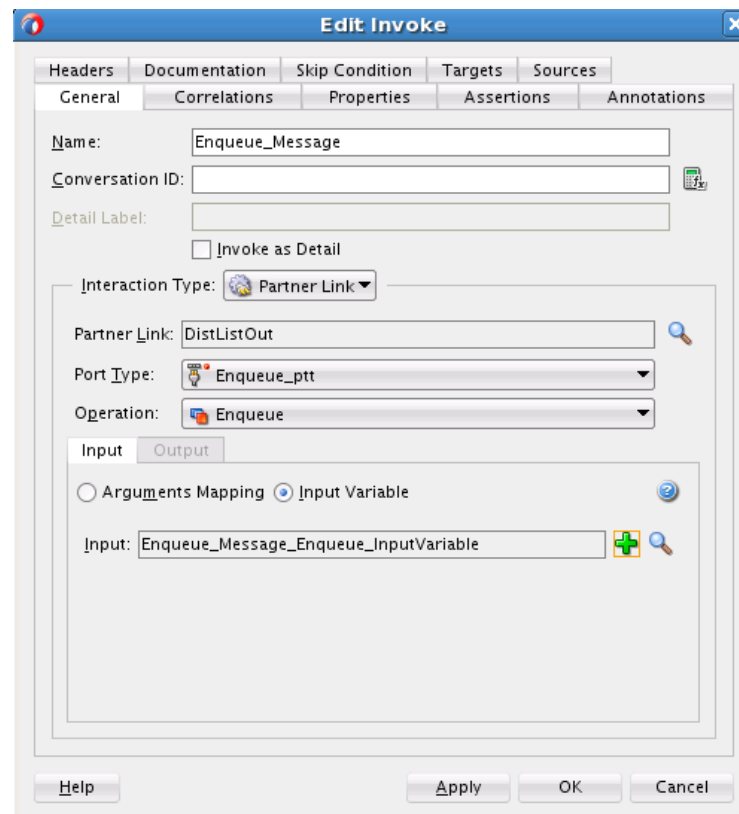 Edit Invoke
Headers Documentation Skip Condition Targets Sources
General Correlations Properties Assertions Annotations
Name: Enqueue_Message
Conversation ID:
Detail Label:
Invoke as Detail
Interaction Type: Partner Link
Partner Link: DistListOut
Port Type: Enqueue_ptt
Operation: Enqueue
Input Output
Arguments Mapping Input Variable
Input: Enqueue_Message_Enqueue_InputVariable
Help Apply OK Cancel